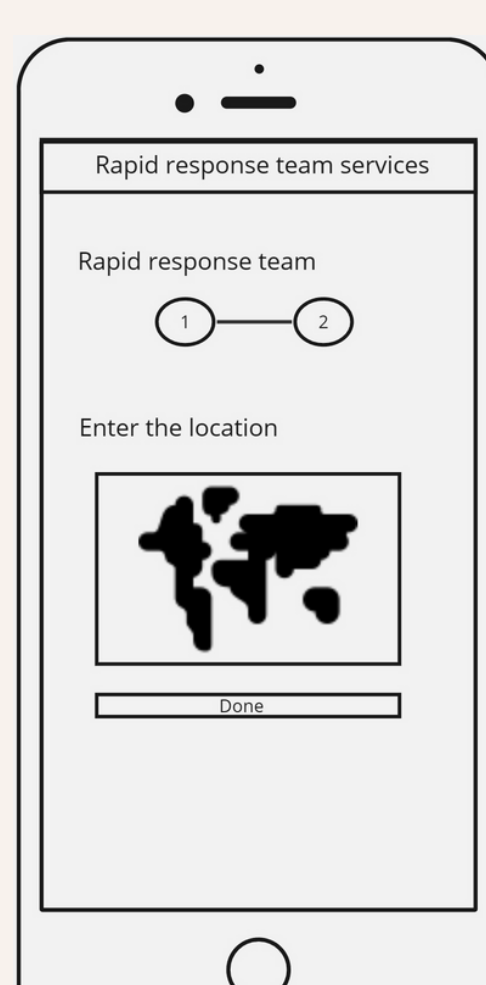 Rapid response team services
Rapid response team
1 2
Enter the location
Done